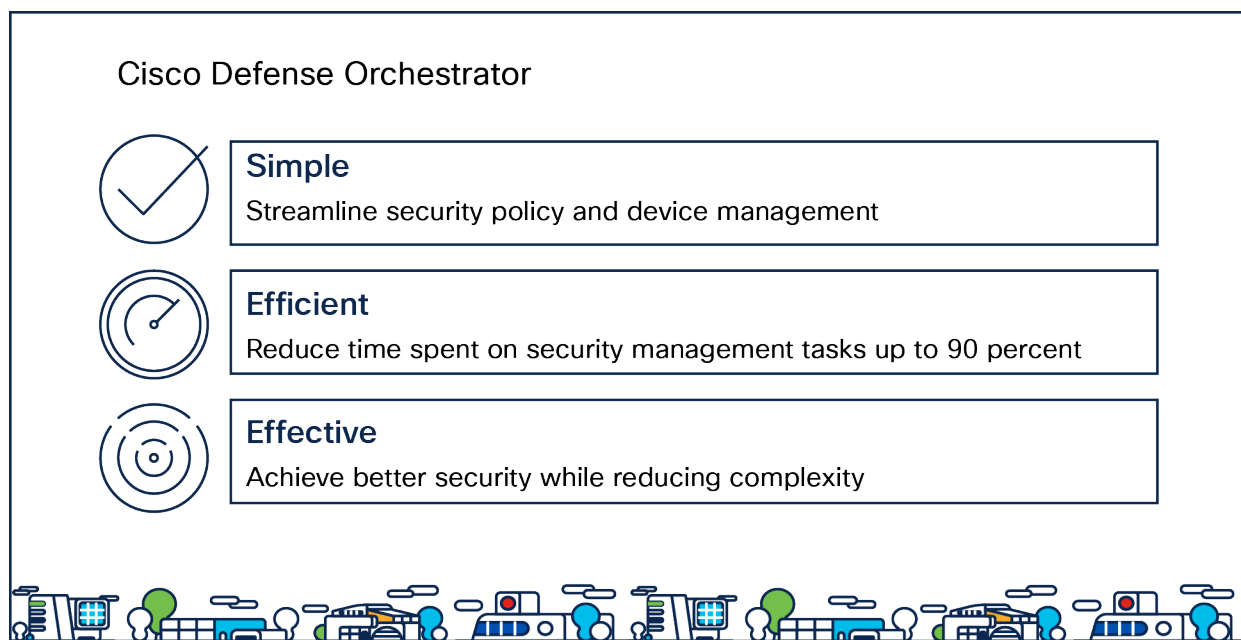 Cisco Defense Orchestrator
Simple
Streamline security policy and device management
Efficient
Reduce time spent on security management tasks up to 90 percent
Effective
Achieve better security while reducing complexity